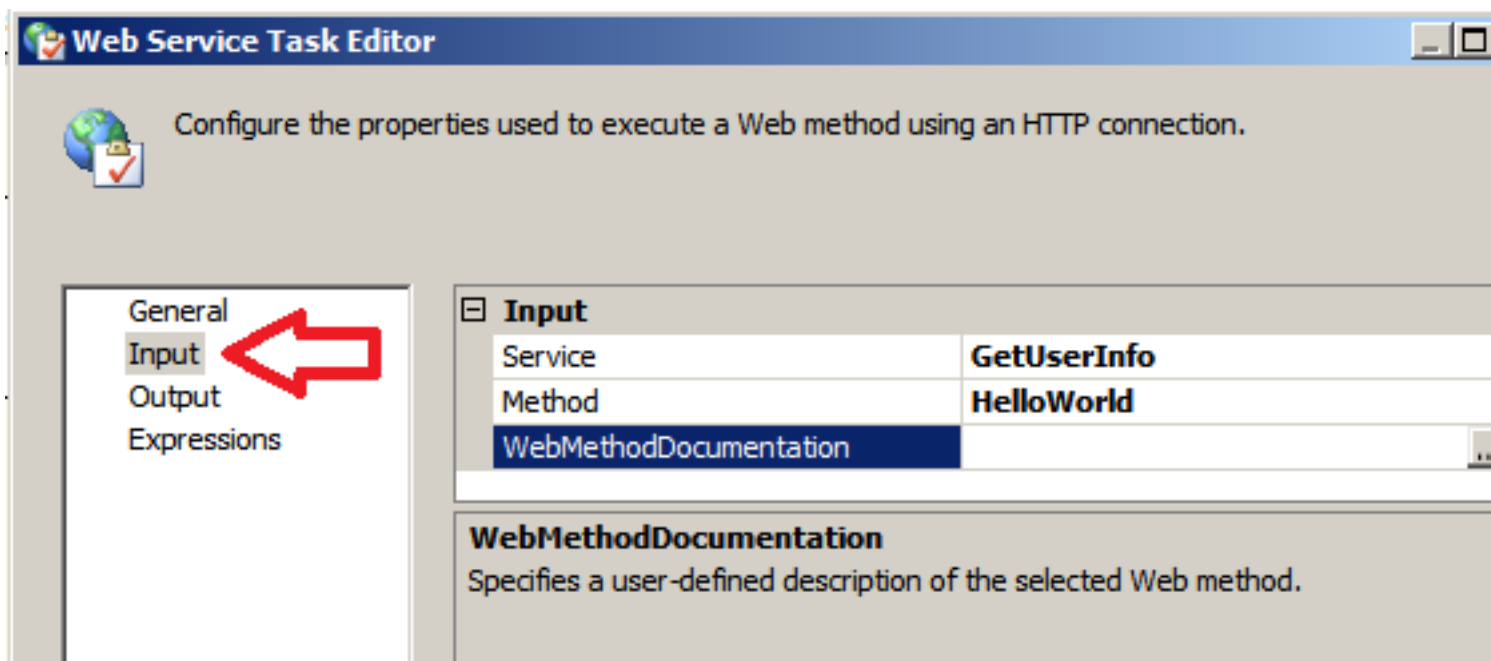 Web Service Task Editor
Configure the properties used to execute a Web method using an HTTP connection.
General
Input
Output
Expressions
Input
Service GetUserInfo
Method HelloWorld
WebMethodDocumentation
WebMethodDocumentation
Specifies a user-defined description of the selected Web method.